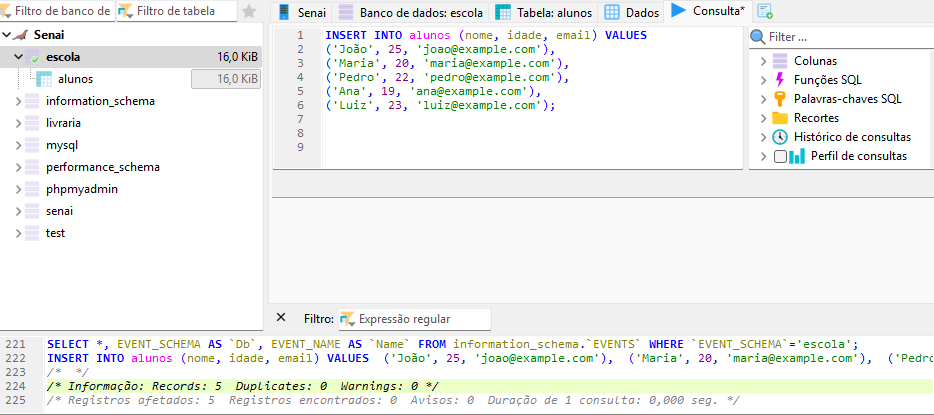 Filtro de banco de
Filtro de tabela
Senai
Banco de dados: escola
Tabela: alunos
Dados
Consulta*
Senai
escola 16,0 KiB
alunos 16,0 KiB
information_schema
livraria
mysql
performance_schema
phpmyadmin
senai
test
1 INSERT INTO alunos (nome, idade, email) VALUES
2 ('João', 25, 'joao@example.com'),
3 ('Maria', 20, 'maria@example.com'),
4 ('Pedro', 22, 'pedro@example.com'),
5 ('Ana', 19, 'ana@example.com'),
6 ('Luiz', 23, 'luiz@example.com');
7
8
9
Filter ...
Colunas
Funções SQL
Palavras-chaves SQL
Recortes
Histórico de consultas
Perfil de consultas
Filtro: Expressão regular
221 SELECT *, EVENT_SCHEMA AS `Db`, EVENT_NAME AS `Name` FROM information_schema.`EVENTS` WHERE `EVENT_SCHEMA`='escola';
222 INSERT INTO alunos (nome, idade, email) VALUES ('João', 25, 'joao@example.com'), ('Maria', 20, 'maria@example.com'), ('Pedro
223 /* */
224 /* Informação: Records: 5 Duplicates: 0 Warnings: 0 */
225 /* Registros afetados: 5 Registros encontrados: 0 Avisos: 0 Duração de 1 consulta: 0,000 seg. */